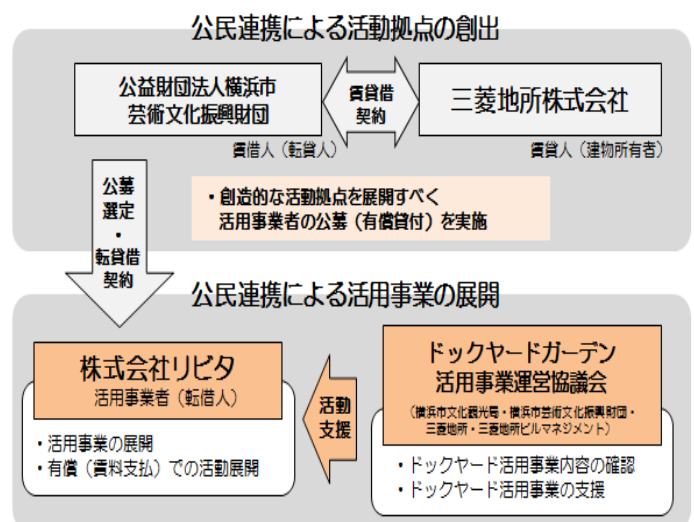 公民連携による活動拠点の創出
公益財団法人横浜市
芸術文化振興財団
賃貸借
契約
三菱地所株式会社
賃借人（転貸人）
賃貸人（建物所有者）
公募
選定
・
転貸借
契約
・創造的な活動拠点を展開すべく
活用事業者の公募（有償貸付）を実施
公民連携による活用事業の展開
株式会社リビタ
活用事業者（転借人）
・活用事業の展開
・有償（賃料支払）での活動展開
活動
支援
ドックヤードガーデン
活用事業運営協議会
（横浜市文化観光局・横浜市芸術文化振興財団・
三菱地所・三菱地所ビルマネジメント）
・ドックヤード活用事業内容の確認
・ドックヤード活用事業の支援